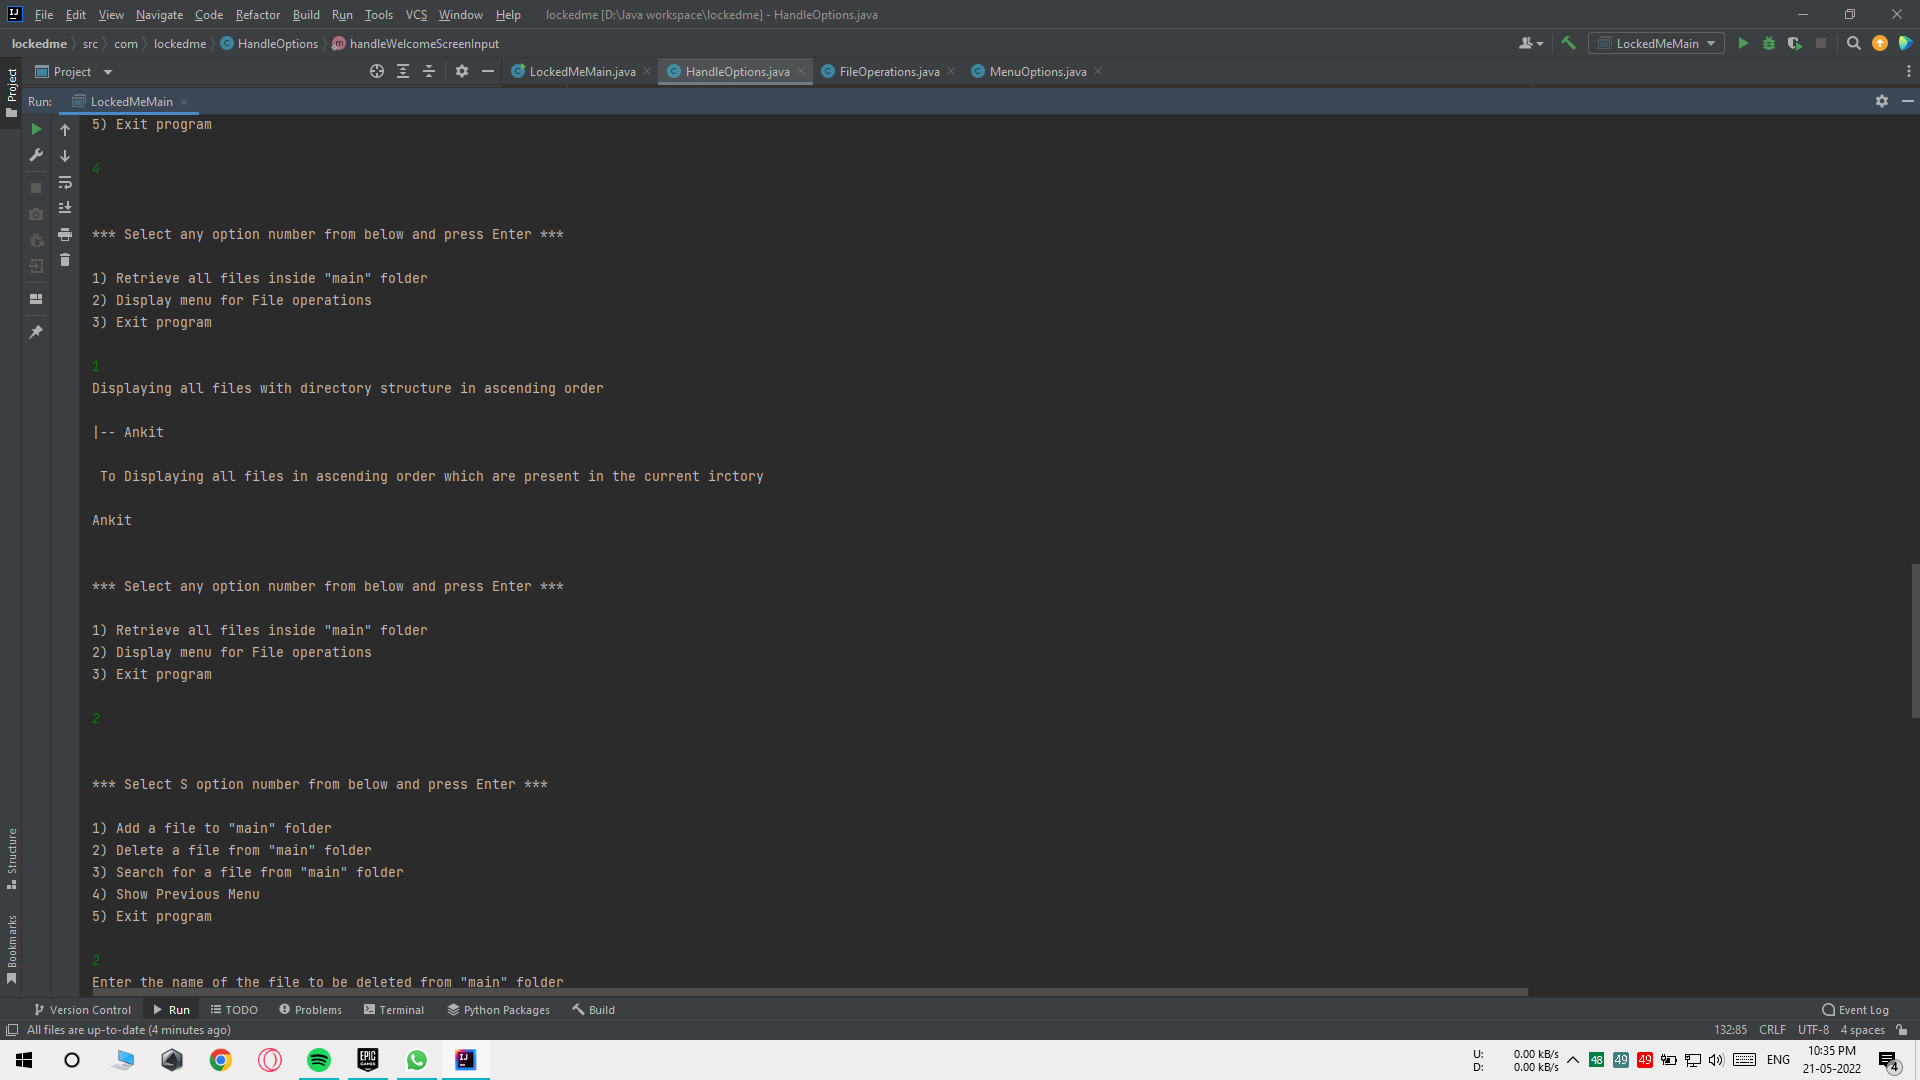 File Edit View Navigate Code Refactor Build Run Tools VCS Window Help lockedme [D:\Java workspace\lockedme] - HandleOptions.java
lockedme src com lockedme HandleOptions handleWelcomeScreenInput LockedMeMain
Project LockedMeMain.java HandleOptions.java FileOperations.java MenuOptions.java
Project
Run: LockedMeMain
5) Exit program
4
*** Select any option number from below and press Enter ***
1) Retrieve all files inside "main" folder
2) Display menu for File operations
3) Exit program
1
Displaying all files with directory structure in ascending order
|-- Ankit
To Displaying all files in ascending order which are present in the current irctory
Ankit
*** Select any option number from below and press Enter ***
1) Retrieve all files inside "main" folder
2) Display menu for File operations
3) Exit program
2
*** Select S option number from below and press Enter ***
1) Add a file to "main" folder
2) Delete a file from "main" folder
3) Search for a file from "main" folder
4) Show Previous Menu
5) Exit program
2
Enter the name of the file to be deleted from "main" folder
Structure
Bookmarks
Version Control Run TODO Problems Terminal Python Packages Build Event Log
All files are up-to-date (4 minutes ago) 132:85 CRLF UTF-8 4 spaces
EPIC GAMES
IJ
U: 0.00 kB/s
D: 0.00 kB/s
48 49 49 ENG
10:35 PM
21-05-2022
4